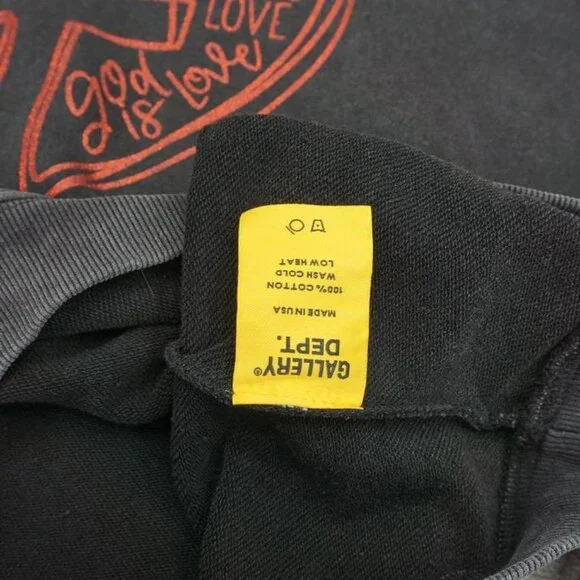 LOVE
god
is
Love
GALLERY®
DEPT.
MADE IN USA
100% COTTON
WASH COLD
LOW HEAT